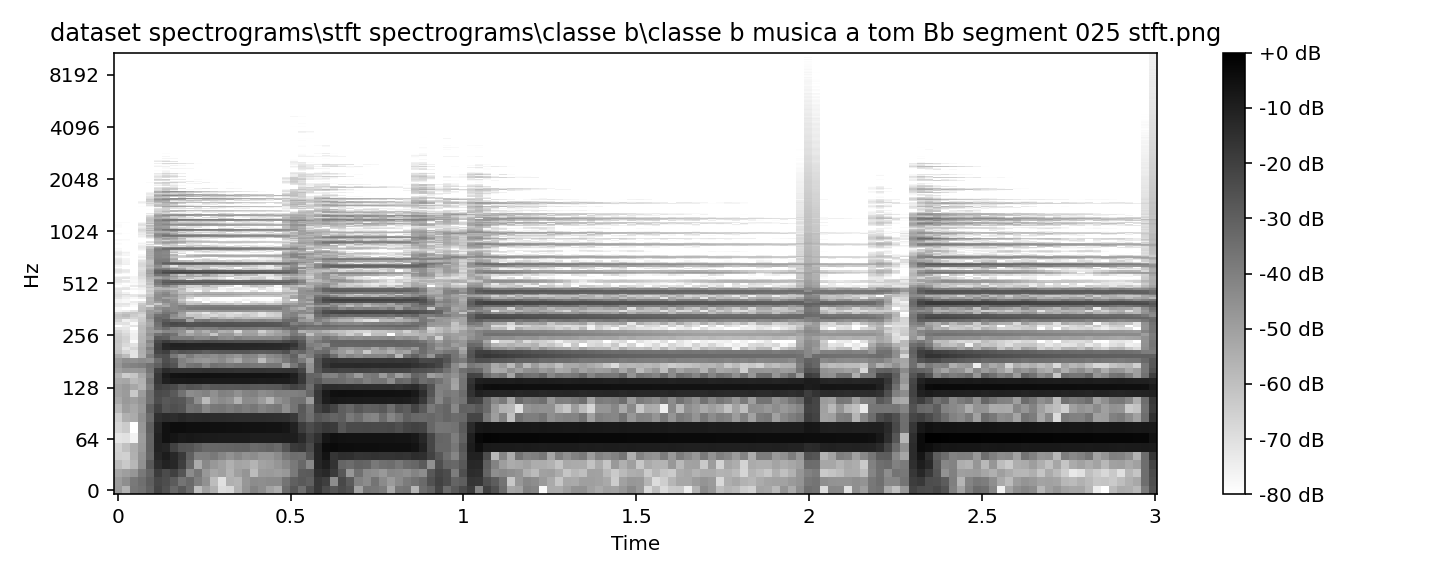 dataset spectrograms\stft spectrograms\classe b\classe b musica a tom Bb segment 025 stft.png
8192
4096
2048
1024
512
256
128
64
0
Hz
0
0.5
1
1.5
2
2.5
3
Time
+0 dB
-10 dB
-20 dB
-30 dB
-40 dB
-50 dB
-60 dB
-70 dB
-80 dB